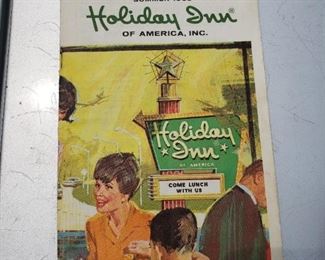 Holiday Inn®
OF AMERICA, INC.
Holiday
Inn
OF AMERICA
COME LUNCH
WITH US